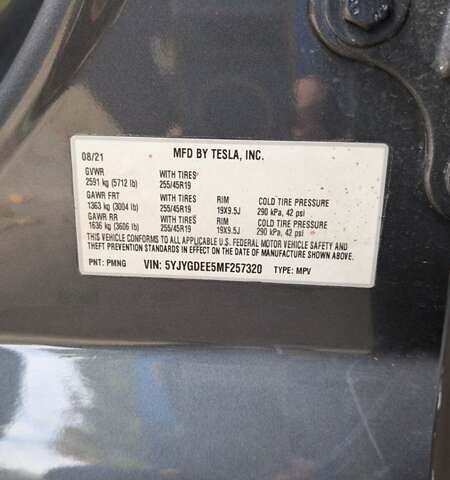 08/21 MFD BY TESLA, INC.
GVWR WITH TIRES
2591 kg (5712 lb) 255/45R19
GAWR FRT WITH TIRES RIM COLD TIRE PRESSURE
1363 kg (3004 lb) 255/45R19 19X9.5J 290 kPa, 42 psi
GAWR RR WITH TIRES RIM COLD TIRE PRESSURE
1636 kg (3606 lb) 255/45R19 19X9.5J 290 kPa, 42 psi
THIS VEHICLE CONFORMS TO ALL APPLICABLE U.S. FEDERAL MOTOR VEHICLE SAFETY AND
THEFT PREVENTION STANDARDS IN EFFECT ON THE DATE OF MANUFACTURE SHOWN ABOVE.
PNT: PMNG VIN: 5YJYGDEE5MF257320 TYPE: MPV